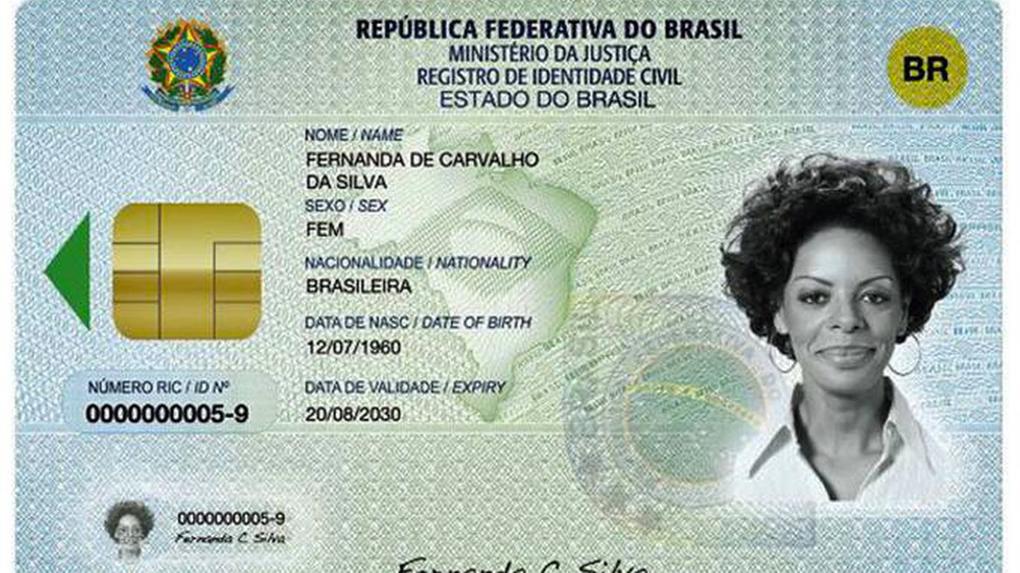 REPÚBLICA FEDERATIVA DO BRASIL
MINISTÉRIO DA JUSTIÇA
REGISTRO DE IDENTIDADE CIVIL
ESTADO DO BRASIL
BR
NOME / NAME
FERNANDA DE CARVALHO
DA SILVA
SEXO / SEX
FEM
NACIONALIDADE / NATIONALITY
BRASILEIRA
DATA DE NASC / DATE OF BIRTH
12/07/1960
NÚMERO RIC / ID Nº
0000000005-9
DATA DE VALIDADE / EXPIRY
20/08/2030
0000000005-9
Fernanda C Silva
Fernanda C Silva